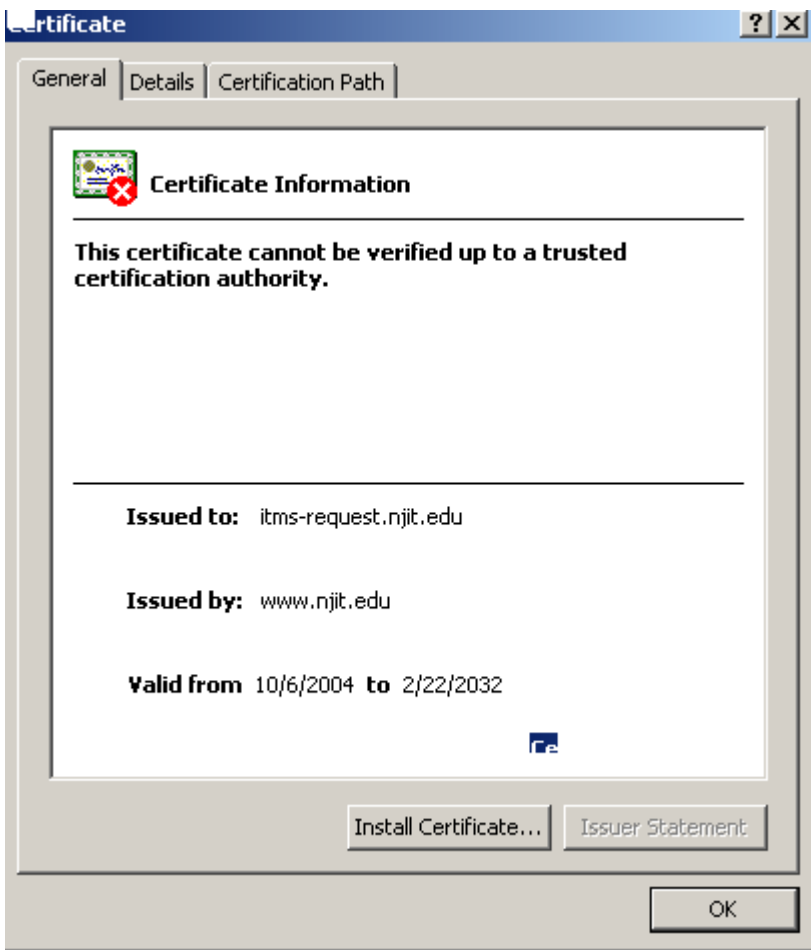 rtificate
General Details Certification Path
Certificate Information
This certificate cannot be verified up to a trusted
certification authority.
Issued to: itms-request.njit.edu
Issued by: www.njit.edu
Valid from 10/6/2004 to 2/22/2032
Ce
Install Certificate... Issuer Statement
OK